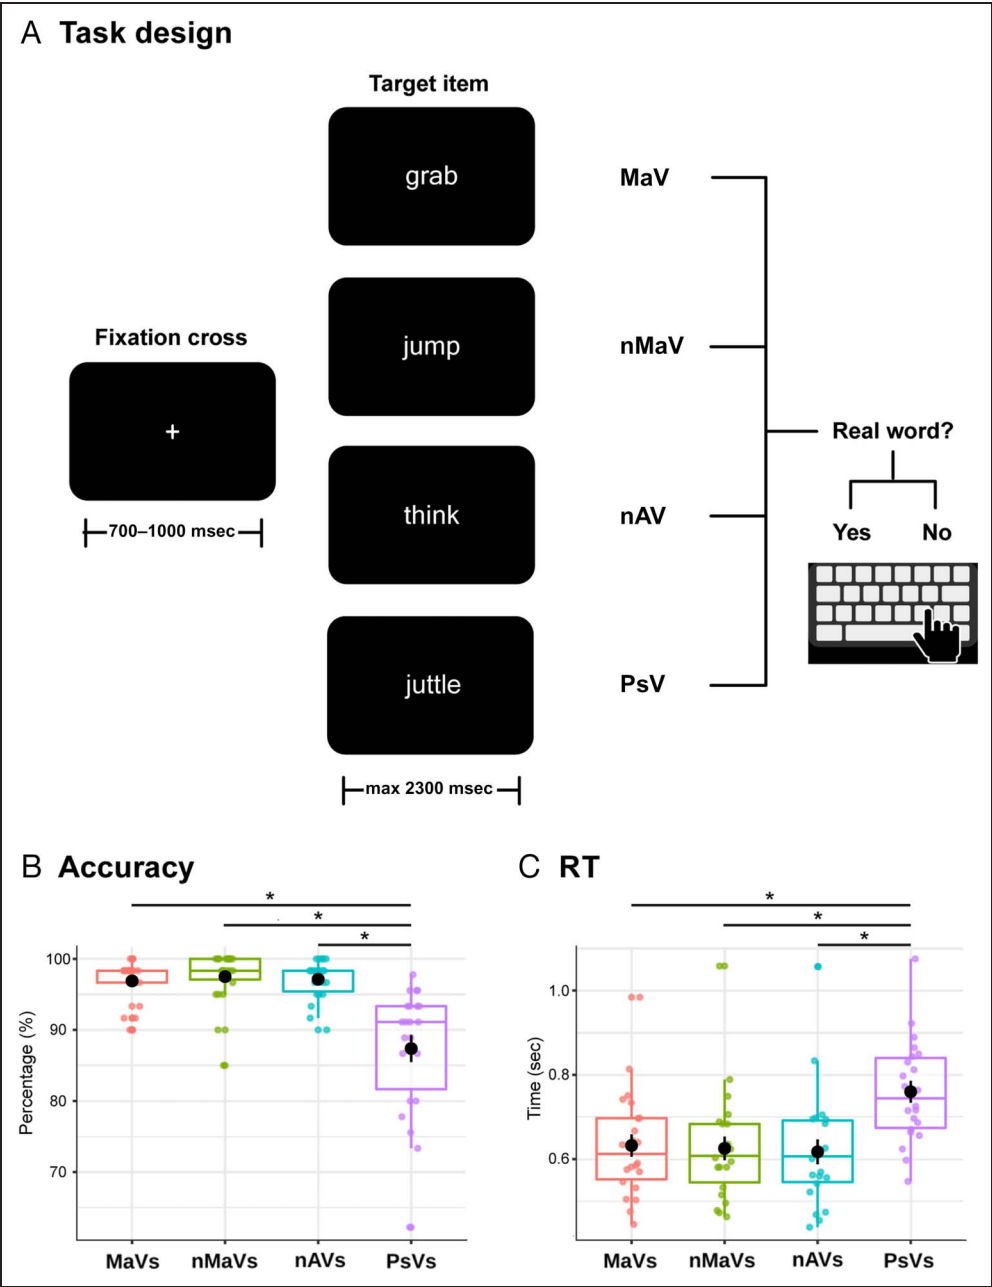 A Task design
Target item
grab
MaV
jump
nMaV
Fixation cross
+
Real word?
think
nAV
700–1000 msec
Yes No
juttle
PsV
max 2300 msec
B Accuracy
*
*
*
Percentage (%)
100
90
80
70
MaVs nMaVs nAVs PsVs
C RT
*
*
*
Time (sec)
1.0
0.8
0.6
MaVs nMaVs nAVs PsVs